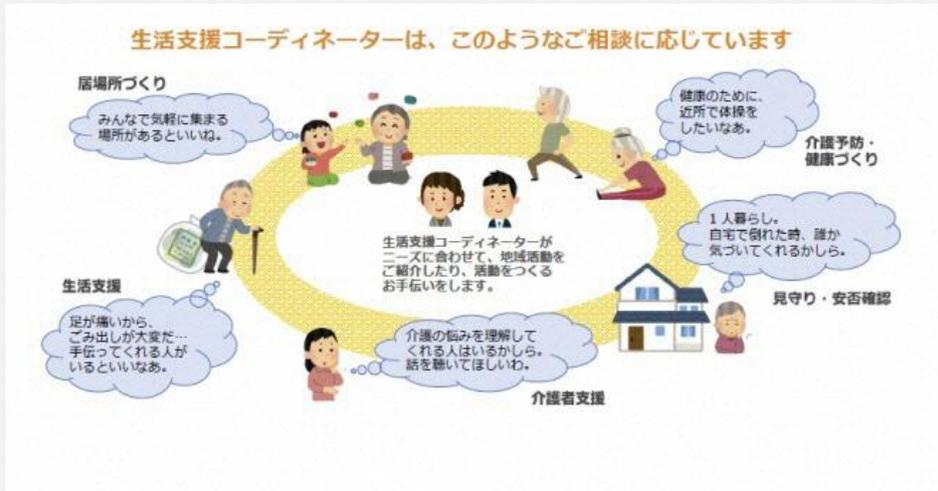 生活支援コーディネーターは、このようなご相談に応じています
居場所づくり
みんなで気軽に集まる
場所があるといいね。
健康のために、
近所で体操を
したいなあ。
介護予防・
健康づくり
生活支援コーディネーターが
ニーズに合わせて、地域活動を
ご紹介したり、活動をつくる
お手伝いをします。
1人暮らし。
自宅で倒れた時、誰か
気づいてくれるかしら。
見守り・安否確認
生活支援
足が痛いから、
ごみ出しが大変だ…
手伝ってくれる人が
いるといいなあ。
介護の悩みを理解して
くれる人はいるかしら。
話を聴いてほしいわ。
介護者支援